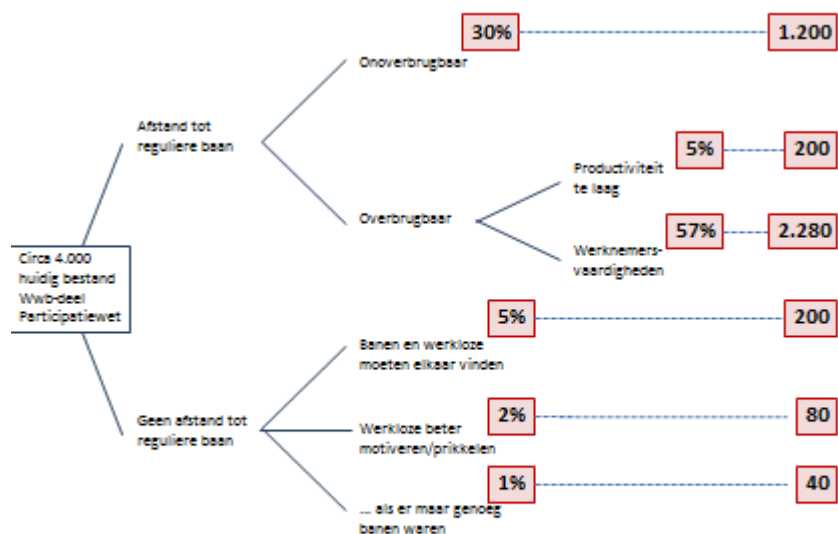 30% 1.200
Onoverbrugbaar
Afstand tot
reguliere baan
5% 200
Productiviteit
te laag
Overbrugbaar
57% 2.280
Werknemers-
vaardigheden
Circa 4.000
huidig bestand
Wwb-deel
Participatiewet
5% 200
Banen en werkloze
moeten elkaar vinden
Geen afstand tot
reguliere baan
2% 80
Werkloze beter
motiveren/prikkelen
1% 40
... als er maar genoeg
banen waren